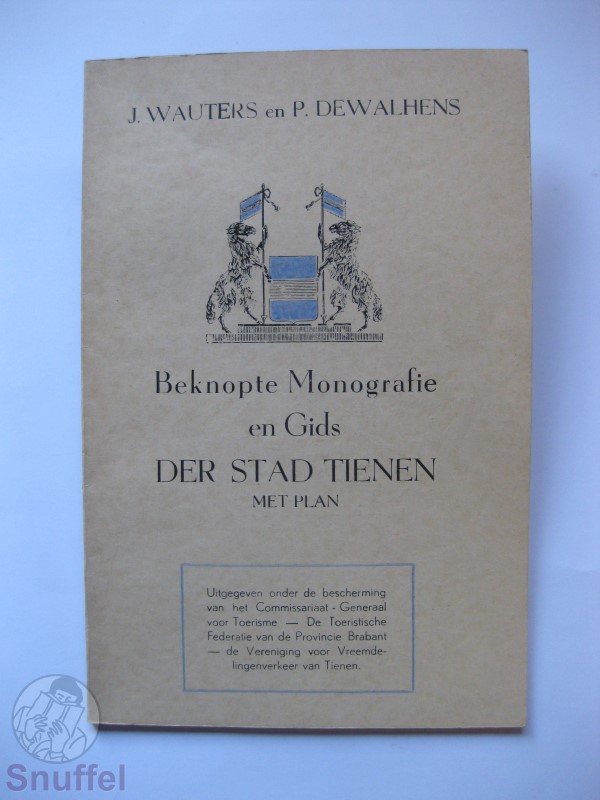 J. WAUTERS en P. DEWALHENS
Beknopte Monografie
en Gids
DER STAD TIENEN
MET PLAN
Uitgegeven onder de bescherming
van het Commissariaat - Generaal
voor Toerisme — De Toeristische
Federatie van de Provincie Brabant
— de Vereniging voor Vreemde-
lingenverkeer van Tienen.
Snuffel